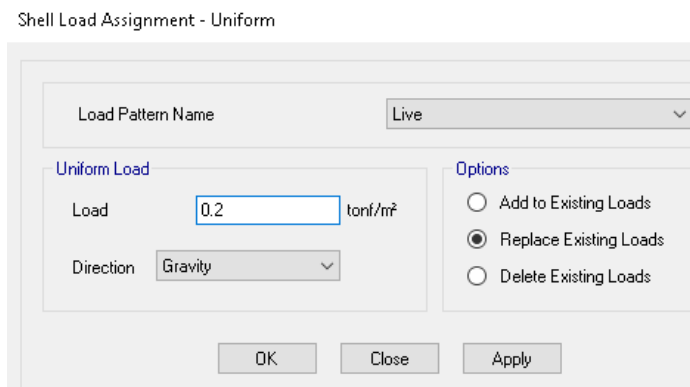 Shell Load Assignment - Uniform
Load Pattern Name
Live
Uniform Load
Load
0.2
tonf/m²
Direction
Gravity
Options
Add to Existing Loads
Replace Existing Loads
Delete Existing Loads
OK
Close
Apply